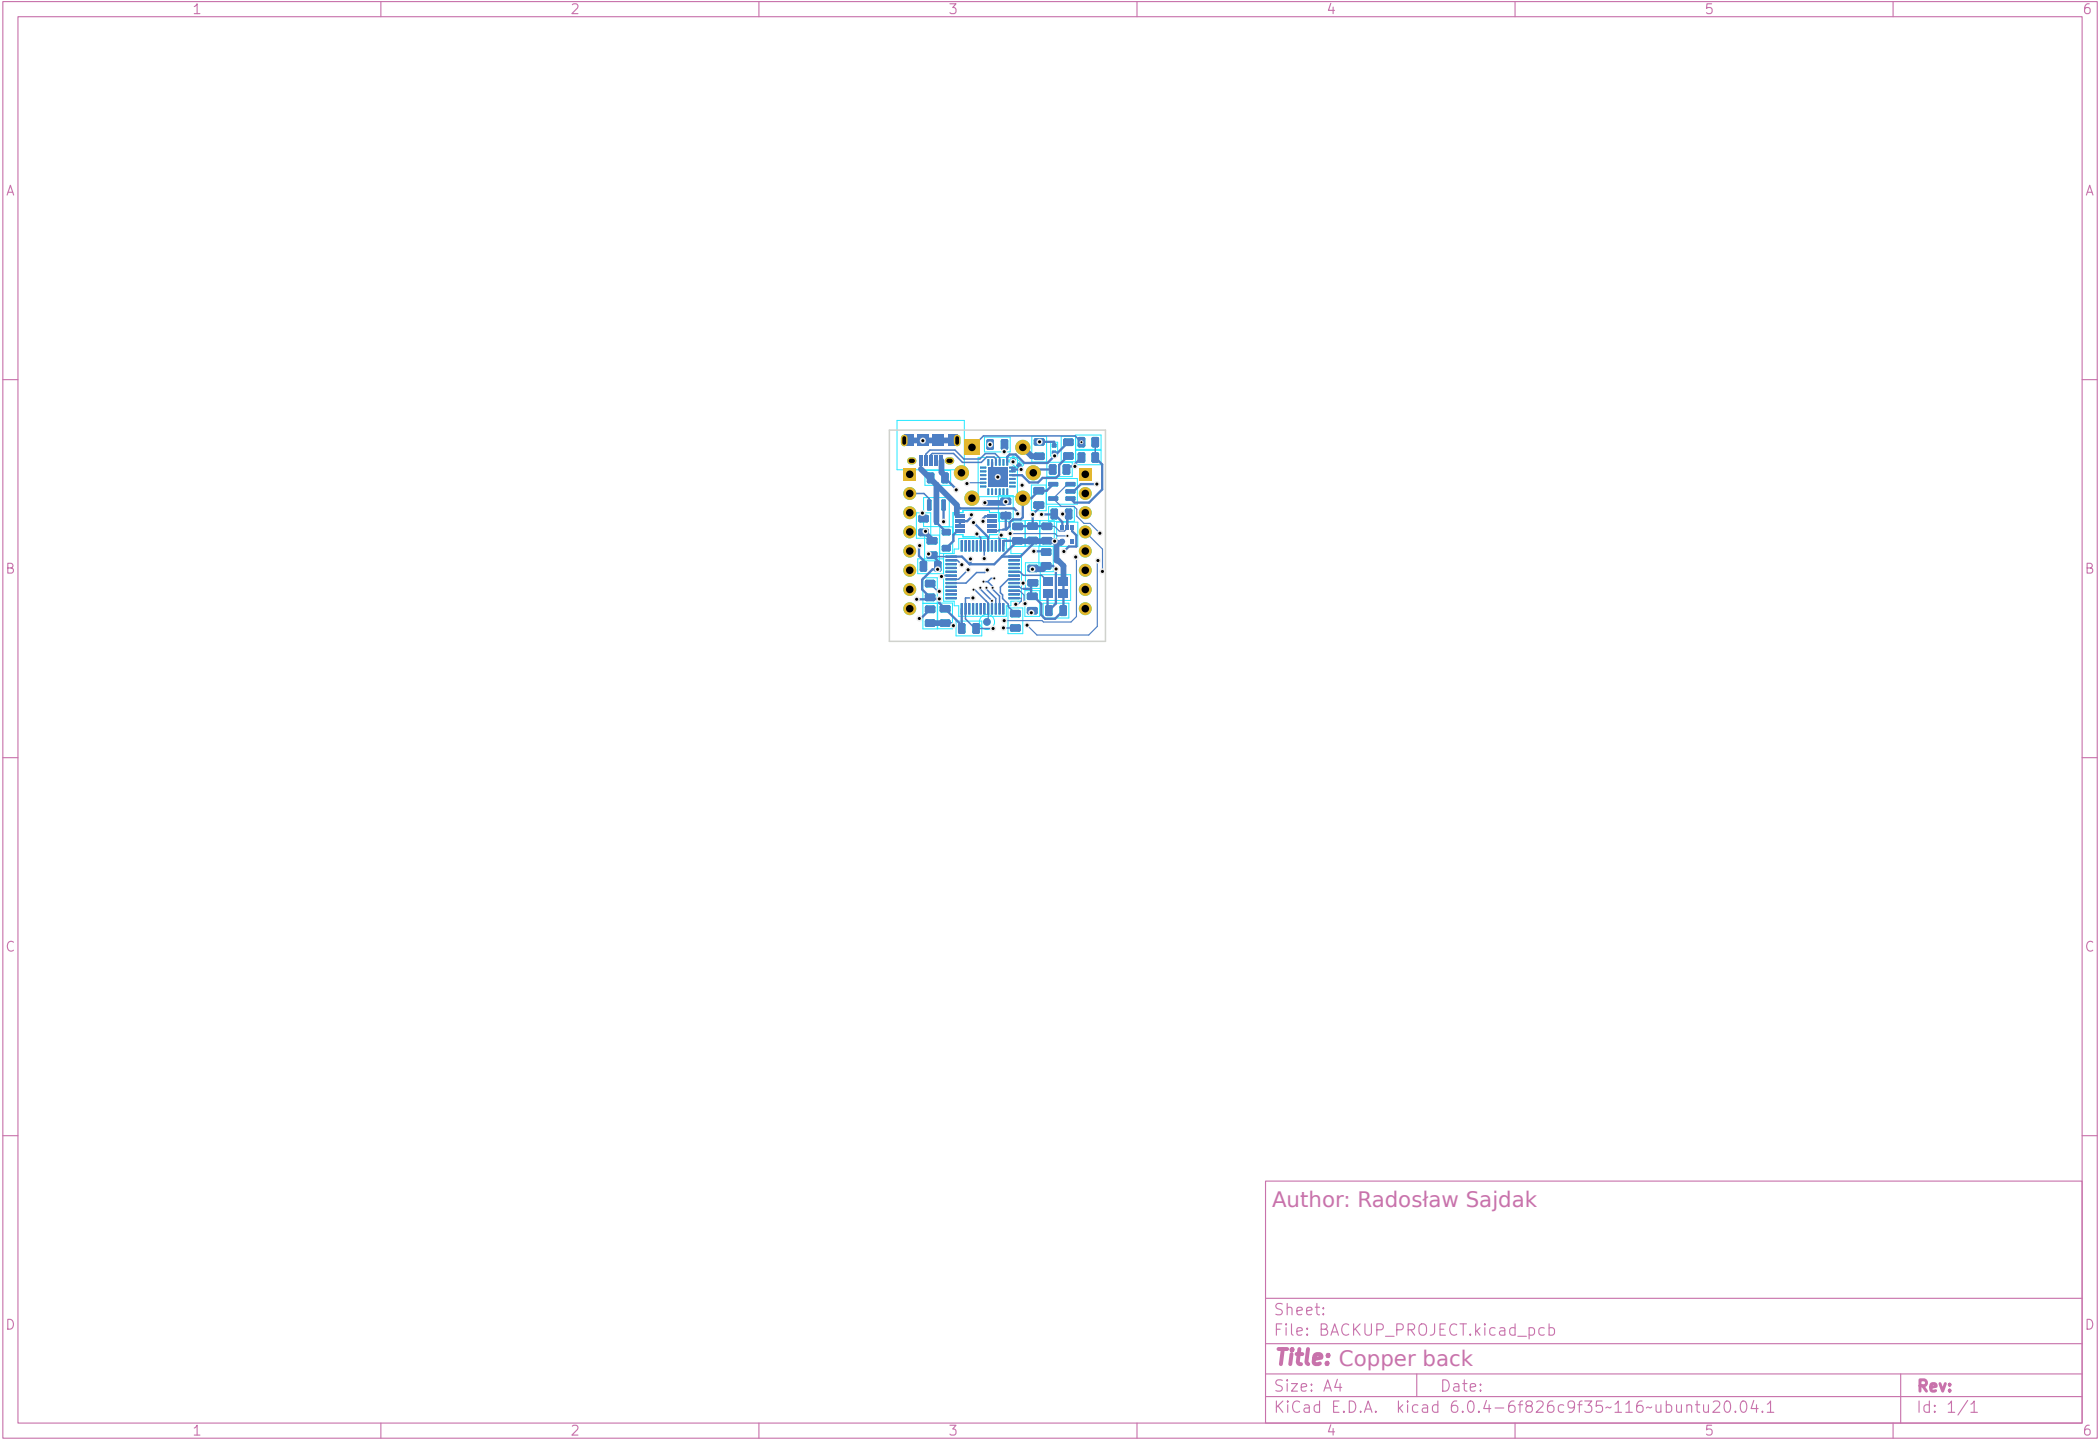 1 2 3 4 5 6
A A
B B
C C
Author: Radosław Sajdak
Sheet:
File: BACKUP_PROJECT.kicad_pcb
D D
Title: Copper back
Size: A4 Date: Rev:
KiCad E.D.A. kicad 6.0.4-6f826c9f35~116~ubuntu20.04.1 Id: 1/1
1 2 3 4 5 6